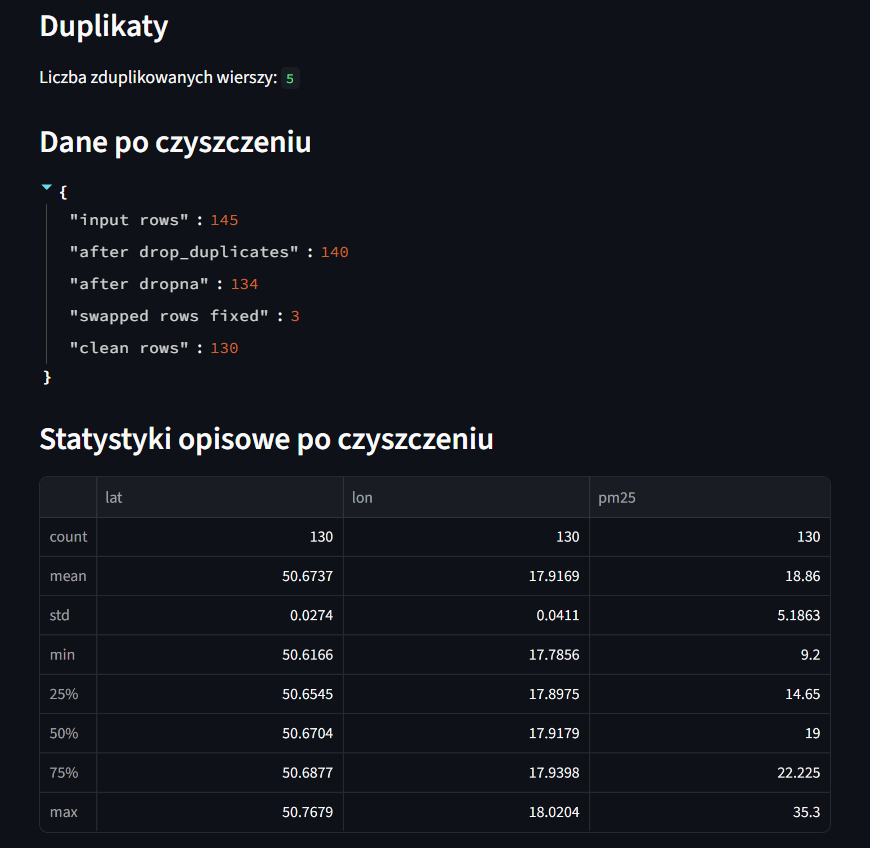 Duplikaty
Liczba zduplikowanych wierszy: 5
Dane po czyszczeniu
{
"input rows" : 145
"after drop_duplicates" : 140
"after dropna" : 134
"swapped rows fixed" : 3
"clean rows" : 130
}
Statystyki opisowe po czyszczeniu
lat lon pm25
count 130 130 130
mean 50.6737 17.9169 18.86
std 0.0274 0.0411 5.1863
min 50.6166 17.7856 9.2
25% 50.6545 17.8975 14.65
50% 50.6704 17.9179 19
75% 50.6877 17.9398 22.225
max 50.7679 18.0204 35.3